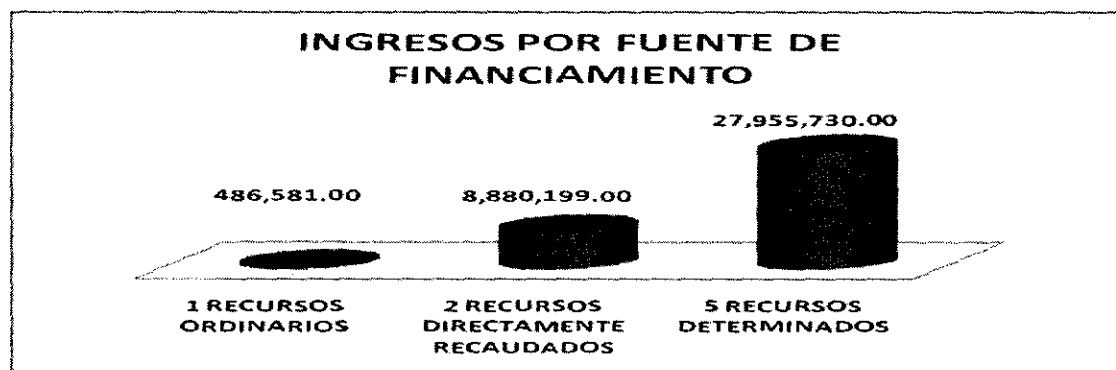 INGRESOS POR FUENTE DE
FINANCIAMIENTO
27,955,730.00
486,581.00
8,880,199.00
1 RECURSOS
ORDINARIOS
2 RECURSOS
DIRECTAMENTE
RECAUDADOS
5 RECURSOS
DETERMINADOS